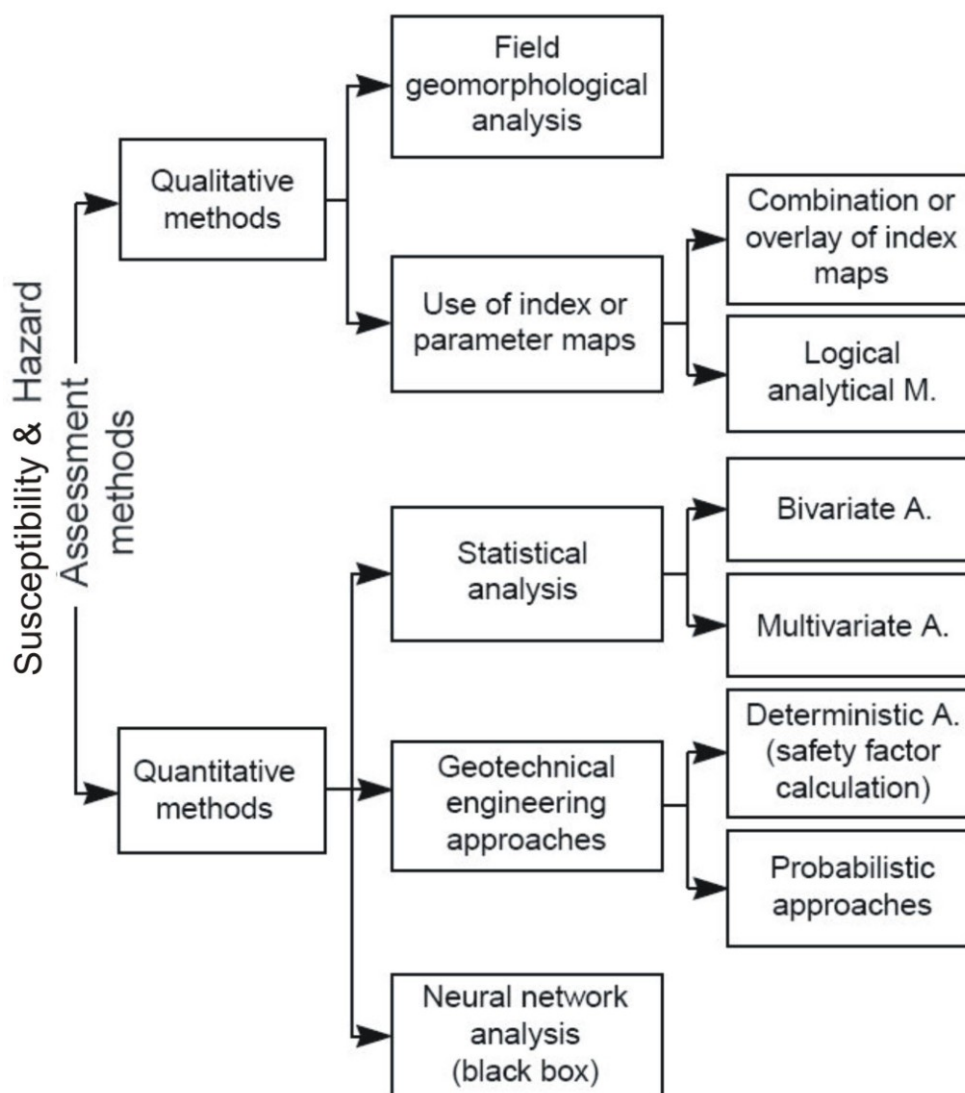 Susceptibility & Hazard
Assessment
methods
Qualitative
methods
Field
geomorphological
analysis
Use of index or
parameter maps
Combination or
overlay of index
maps
Logical
analytical M.
Quantitative
methods
Statistical
analysis
Bivariate A.
Multivariate A.
Geotechnical
engineering
approaches
Deterministic A.
(safety factor
calculation)
Probabilistic
approaches
Neural network
analysis
(black box)